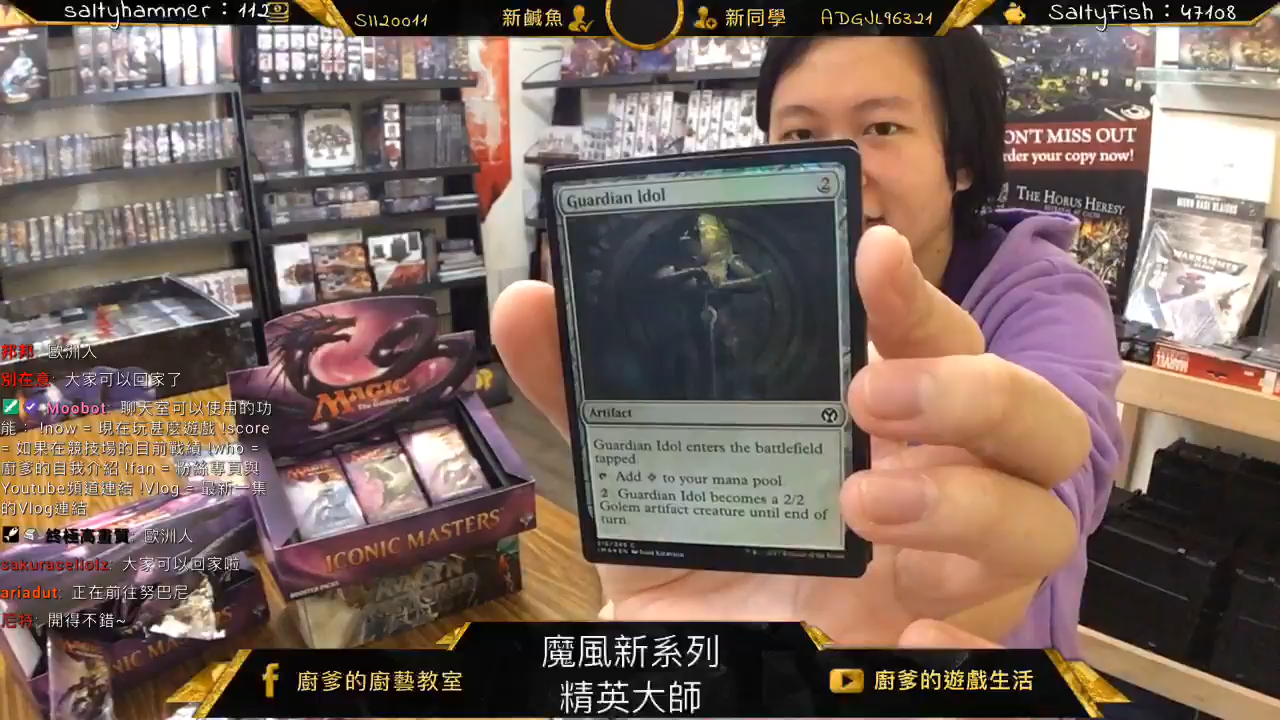 saltyhammer : 112
S1120011
新鹹魚
新同學
ADGJL96321
SaltyFish : 47108
ON'T MISS OUT
rder your copy now!
THE HORUS HERESY
Guardian Idol
2
Artifact
Guardian Idol enters the battlefield
tapped.
Add to your mana pool.
2 Guardian Idol becomes a 2/2
Golem artifact creature until end of
turn.
MAGIC
The Gathering
ICONIC MASTERS
邦邦: 歐洲人
別在意: 大家可以回家了
Moobot: 聊天室可以使用的功
能： !now = 現在玩甚麼遊戲 !score
= 如果在競技場的目前戰績 !who =
廚爹的自我介紹 !fan = 粉絲專頁與
Youtube頻道連結 !Vlog = 最新一集
的Vlog連結
終極高畫質: 歐洲人
sakuracellolz: 大家可以回家啦
ariadut: 正在前往努巴尼
尼特: 開得不錯~
廚爹的廚藝教室
魔風新系列
精英大師
廚爹的遊戲生活